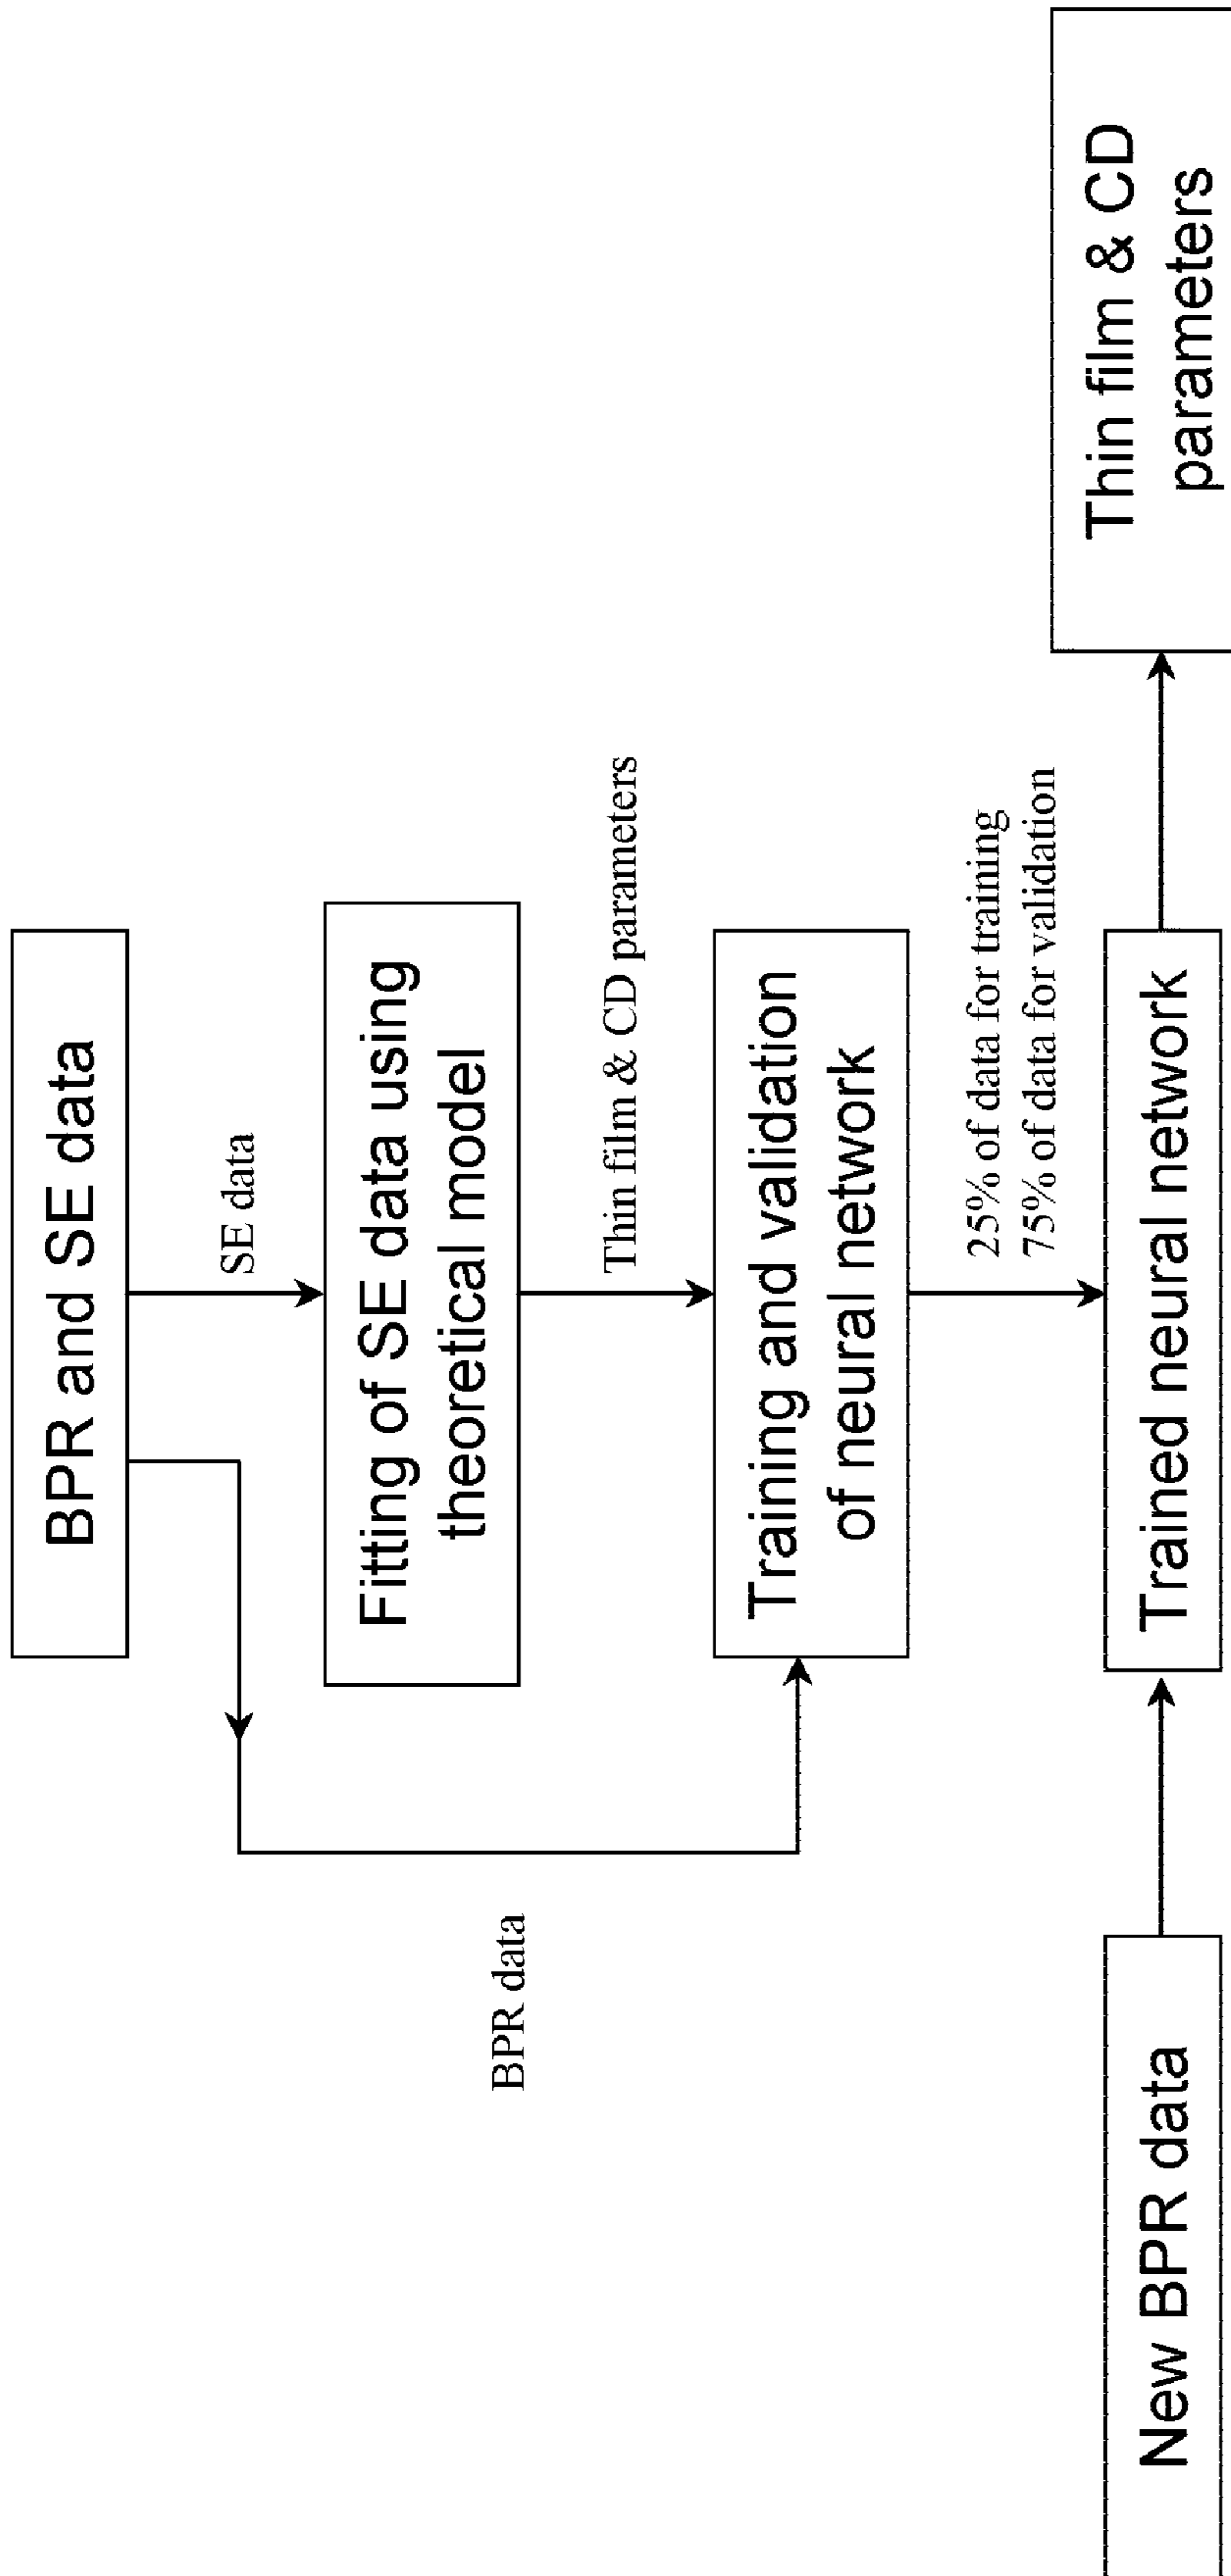 BPR and SE data
SE data
Fitting of SE data using
theoretical model
BPR data
Thin film & CD parameters
Training and validation
of neural network
25% of data for training
75% of data for validation
New BPR data
Trained neural network
Thin film & CD
parameters